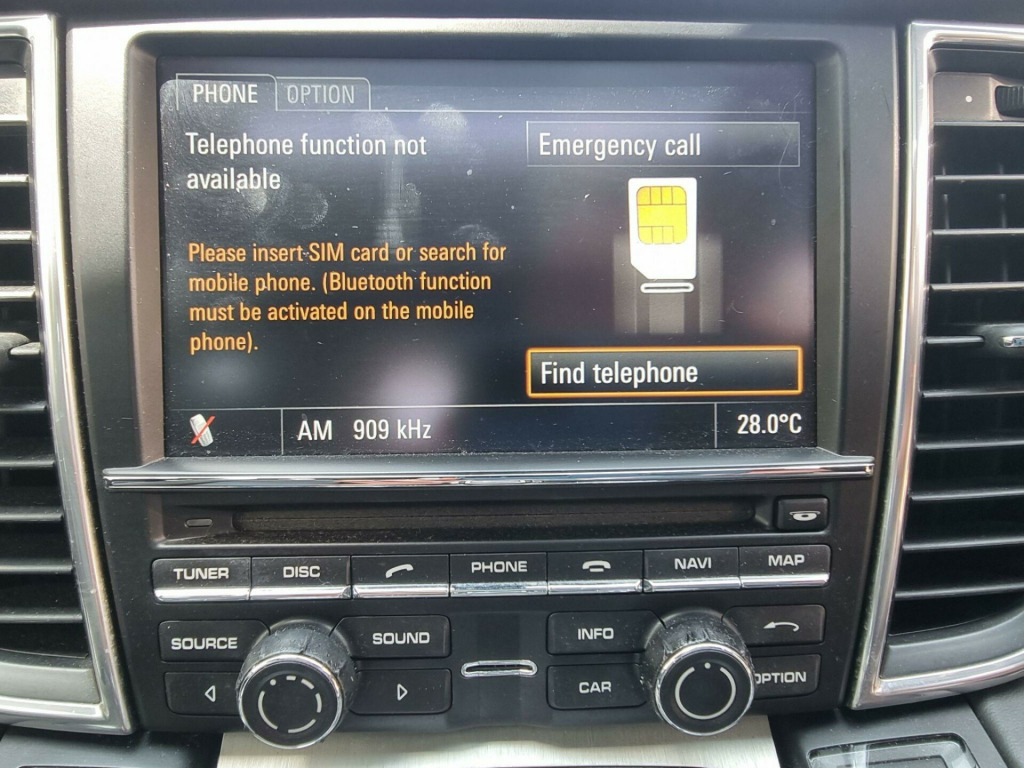 PHONE OPTION
Telephone function not
available
Emergency call
Please insert SIM card or search for
mobile phone. (Bluetooth function
must be activated on the mobile
phone).
Find telephone
AM 909 kHz 28.0°C
TUNER DISC PHONE NAVI MAP
SOURCE SOUND INFO
CAR OPTION